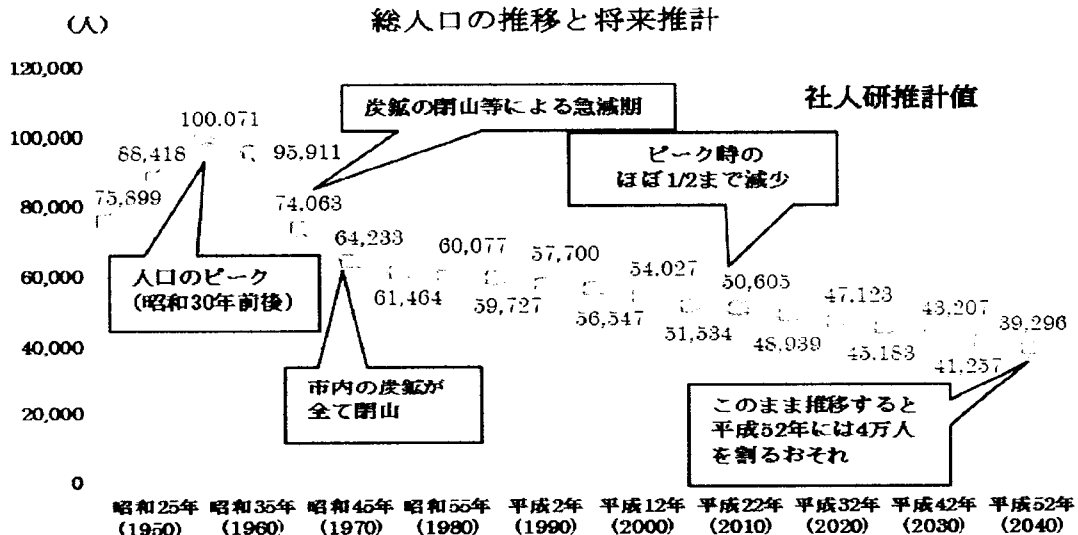 (人)
総人口の推移と将来推計
120,000
100,000
80,000
60,000
40,000
20,000
0
社人研推計値
炭鉱の閉山等による急減期
ピーク時の
ほぼ1/2まで減少
人口のピーク
(昭和30年前後)
市内の炭鉱が
全て閉山
このまま推移すると
平成52年には4万人
を割るおそれ
75,899
88,418
100.071
95,911
74.063
64,233
61,464
60,077
59,727
57,700
56,547
54,027
51,534
50,605
48,939
47,123
45,183
43,207
41,257
39,296
昭和25年
(1950)
昭和35年
(1960)
昭和45年
(1970)
昭和55年
(1980)
平成2年
(1990)
平成12年
(2000)
平成22年
(2010)
平成32年
(2020)
平成42年
(2030)
平成52年
(2040)